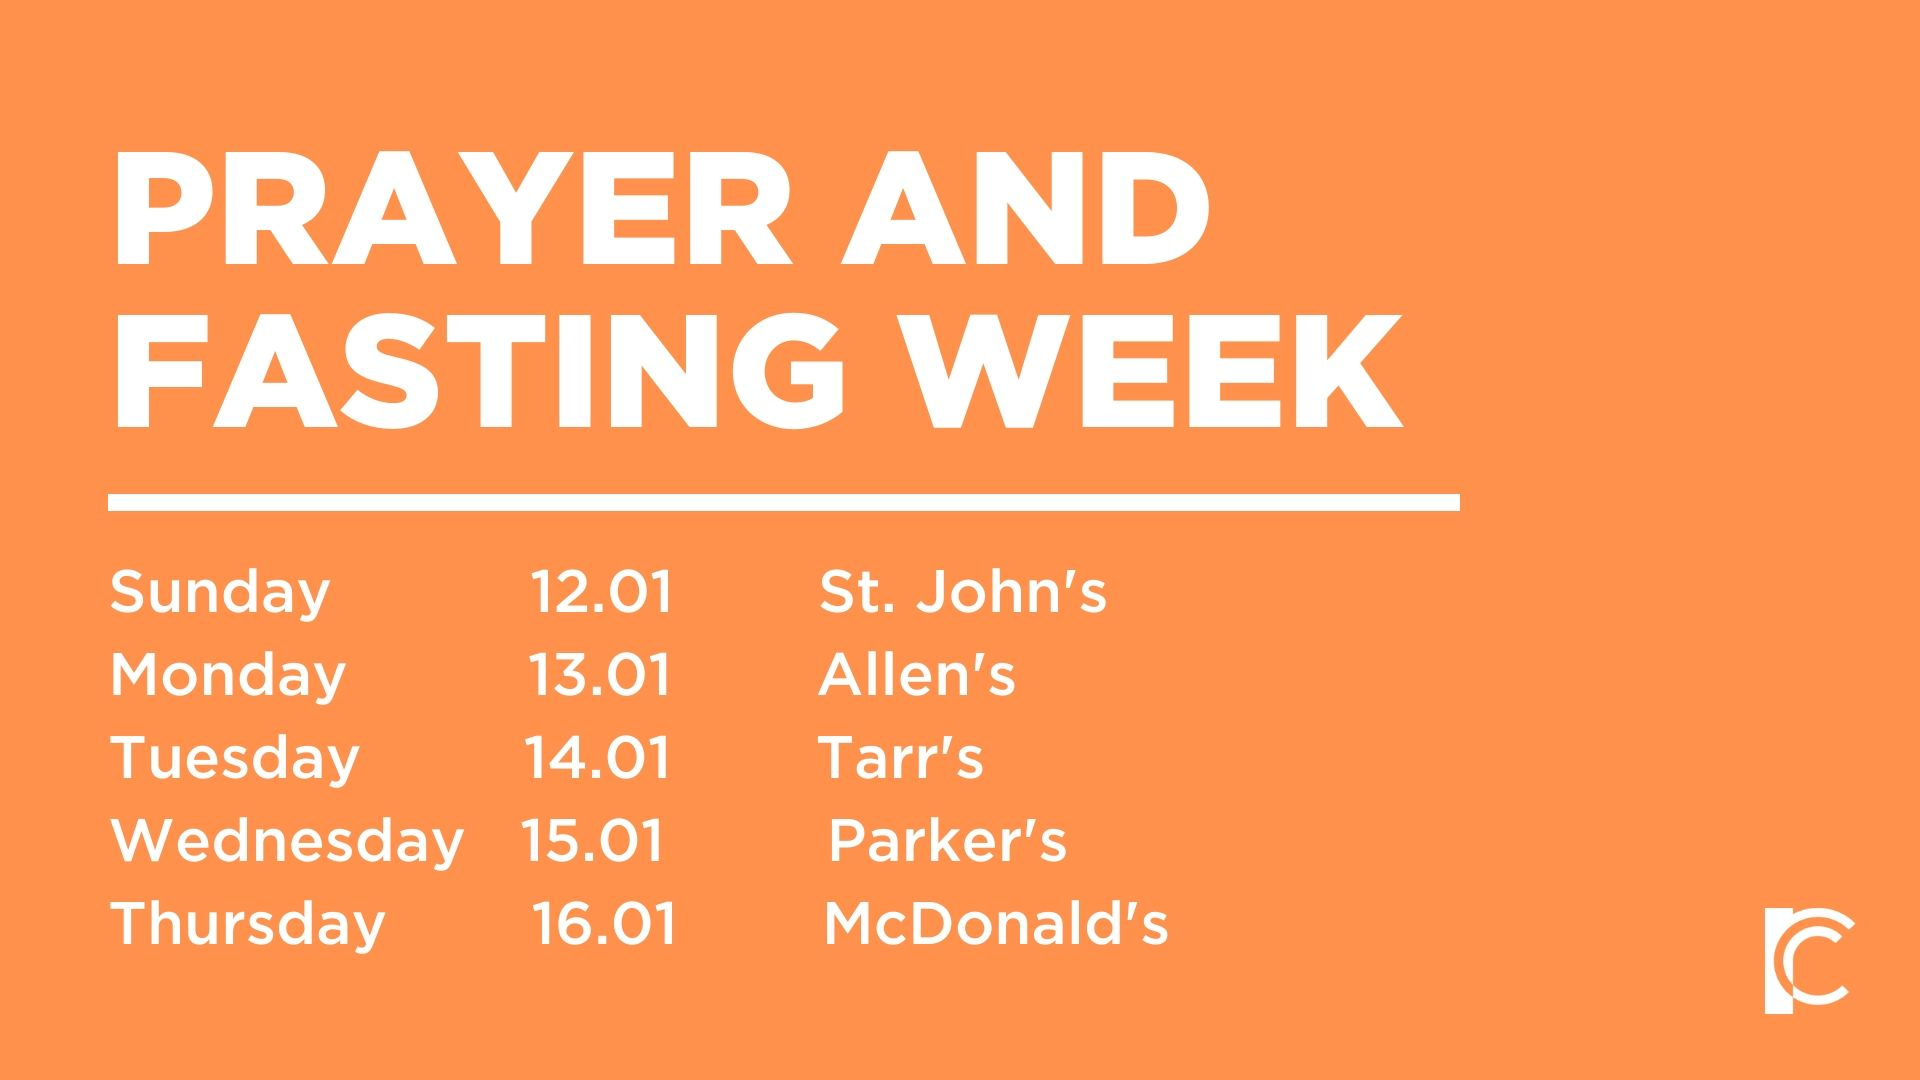 PRAYER AND
FASTING WEEK
Sunday 12.01 St. John's
Monday 13.01 Allen's
Tuesday 14.01 Tarr's
Wednesday 15.01 Parker's
Thursday 16.01 McDonald's
rc